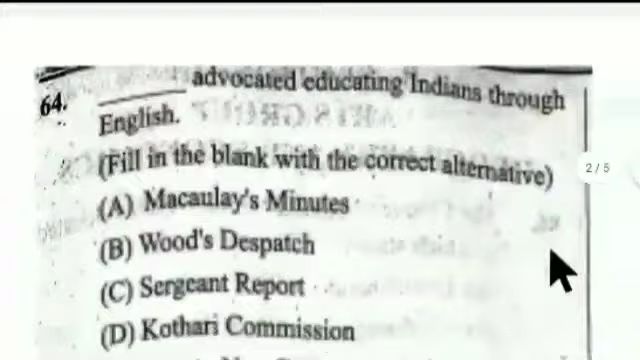 64. ______ advocated educating Indians through
English.
(Fill in the blank with the correct alternative)
(A) Macaulay's Minutes
(B) Wood's Despatch
(C) Sergeant Report
(D) Kothari Commission
2 / 5